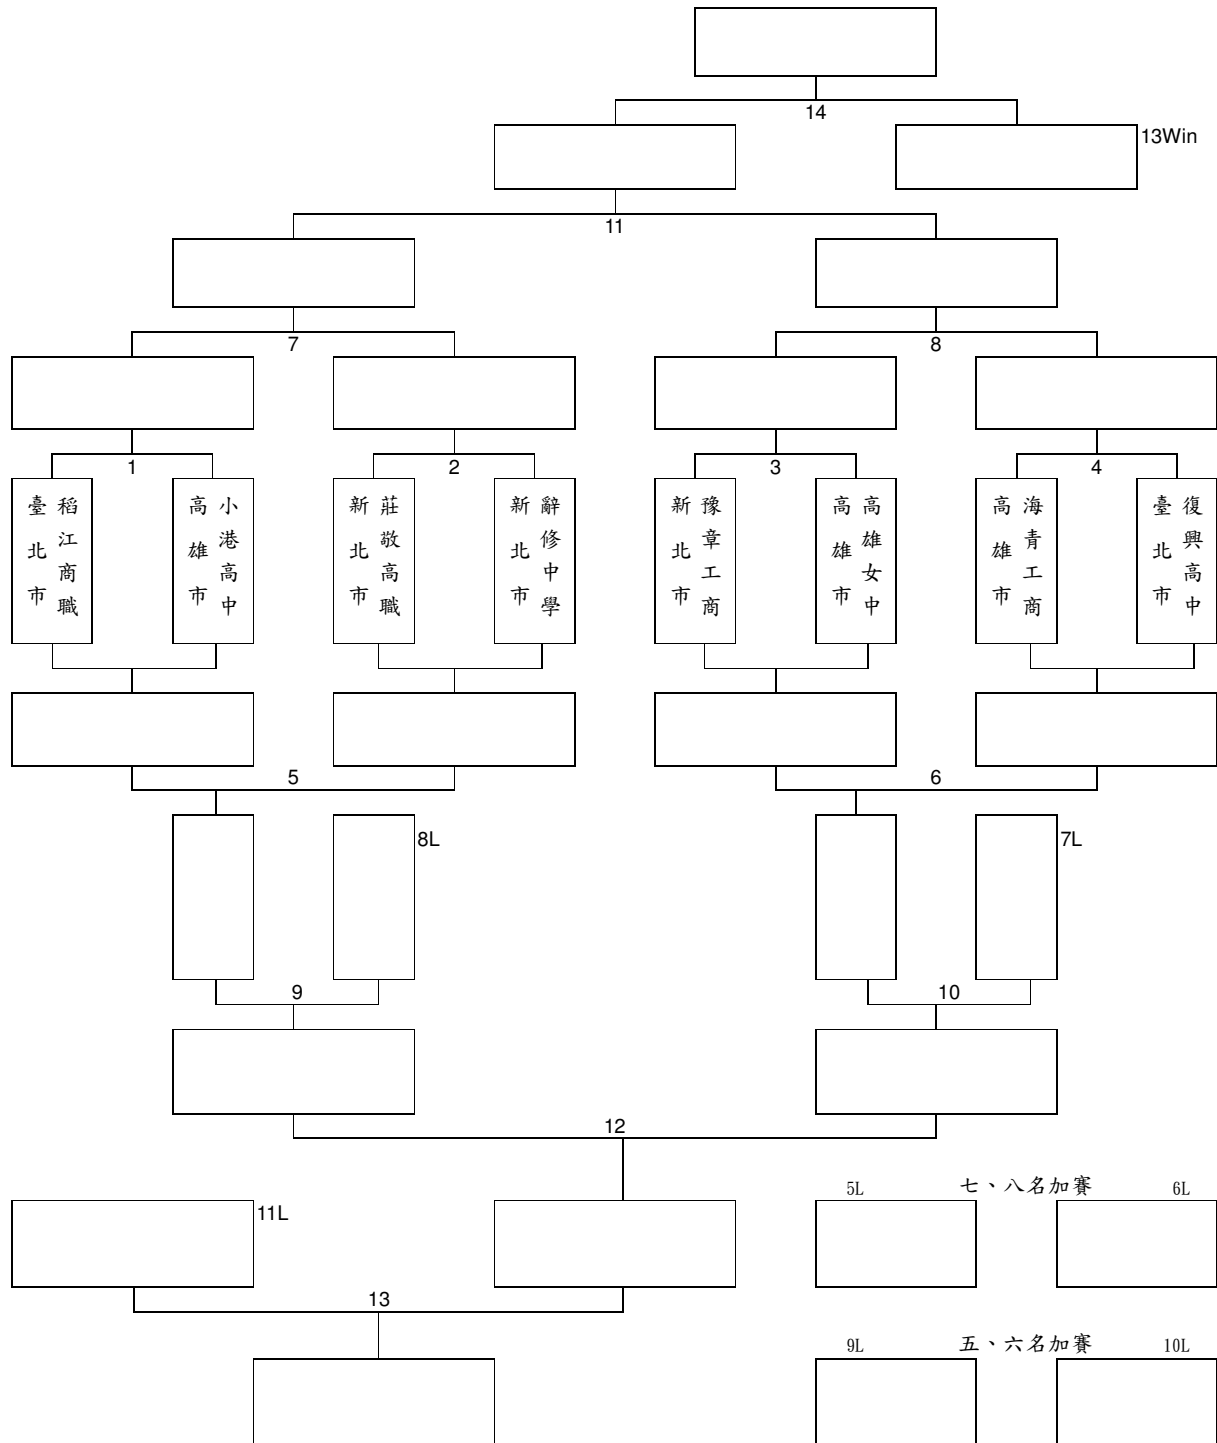 14
13Win
11
7
8
1
2
3
4
臺北市
稻江商職
高雄市
小港高中
新北市
莊敬高職
新北市
辭修中學
新北市
豫章工商
高雄市
高雄女中
高雄市
海青工商
臺北市
復興高中
5
6
8L
7L
9
10
12
5L
七、八名加賽
6L
11L
13
9L
五、六名加賽
10L